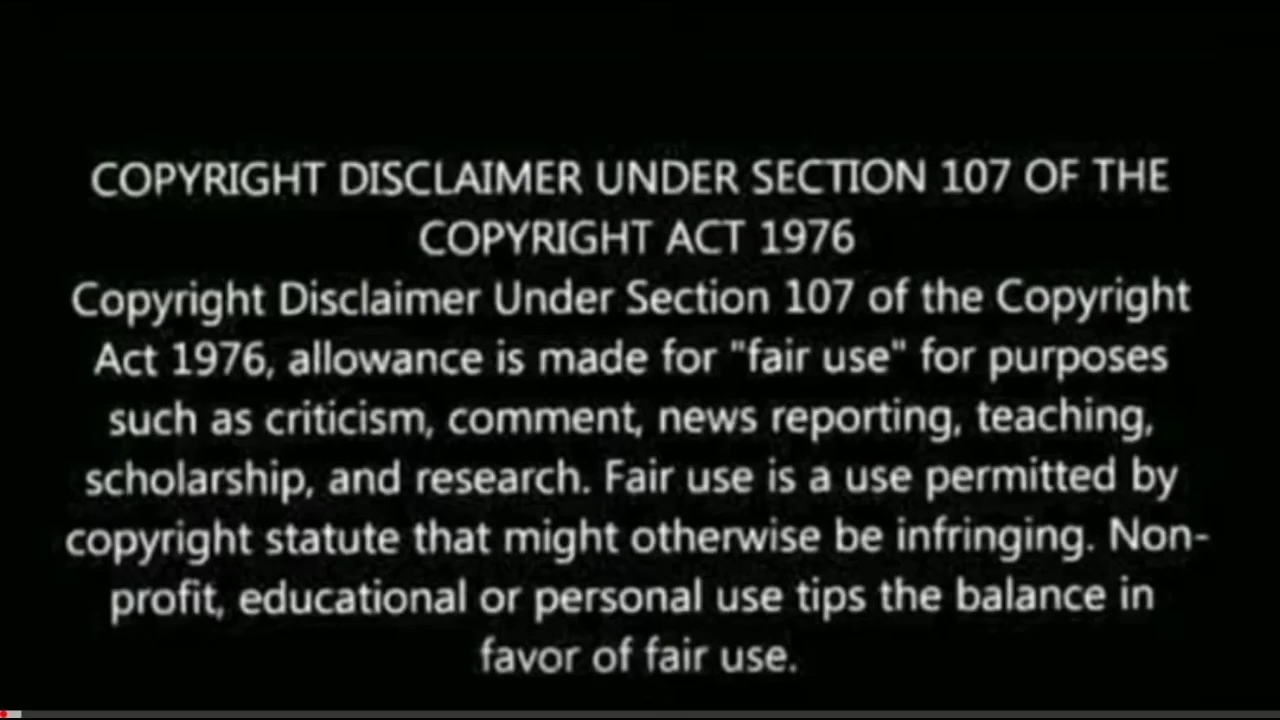 COPYRIGHT DISCLAIMER UNDER SECTION 107 OF THE
COPYRIGHT ACT 1976
Copyright Disclaimer Under Section 107 of the Copyright
Act 1976, allowance is made for "fair use" for purposes
such as criticism, comment, news reporting, teaching,
scholarship, and research. Fair use is a use permitted by
copyright statute that might otherwise be infringing. Non-
profit, educational or personal use tips the balance in
favor of fair use.